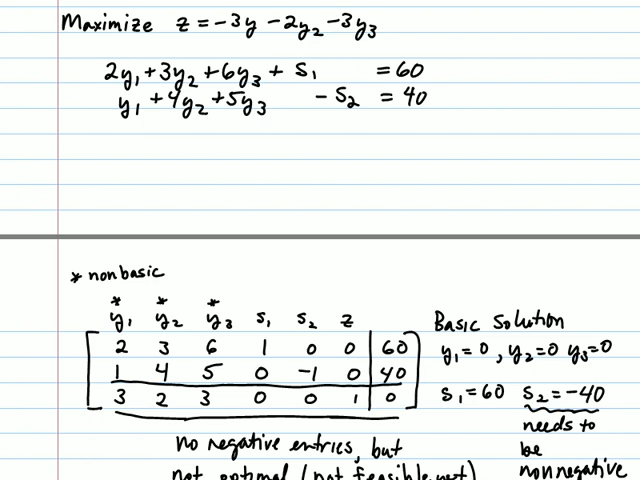 Maximize z = -3y - 2y₂ - 3y₃
2y₁ + 3y₂ + 6y₃ + s₁ = 60
y₁ + 4y₂ + 5y₃ - s₂ = 40
* nonbasic
* * *
y₁ y₂ y₃ s₁ s₂ z
2 3 6 1 0 0 60
1 4 5 0 -1 0 40
3 2 3 0 0 1 0
Basic Solution
y₁ = 0, y₂ = 0 y₃ = 0
s₁ = 60 s₂ = -40
needs to
be
nonnegative
no negative entries, but
not optimal (not feasible yet)